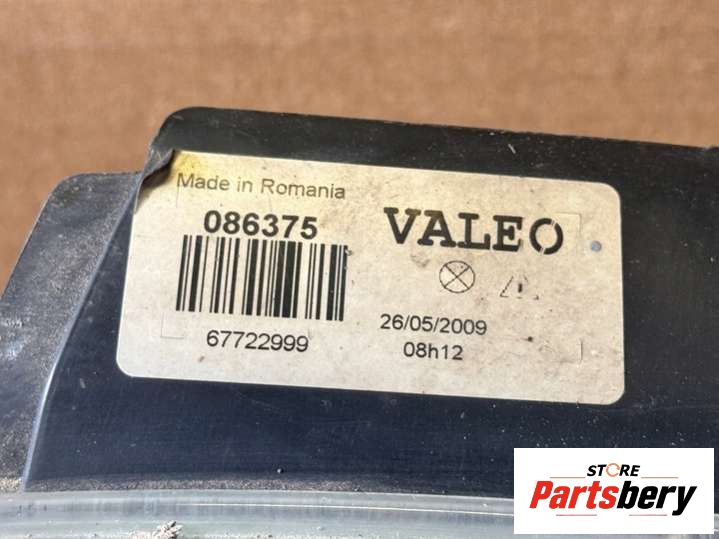 Made in Romania
086375
VALEO
67722999
26/05/2009
08h12
STORE
Partsbery